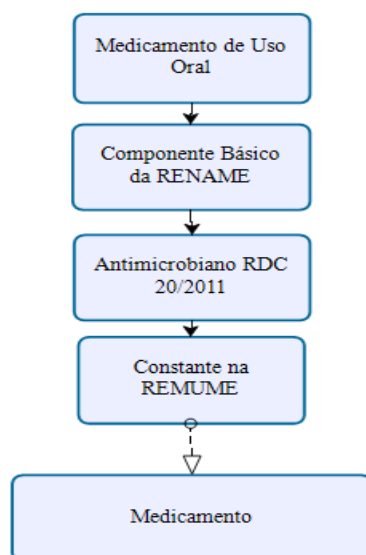 Medicamento de Uso
Oral
Componente Básico
da RENAME
Antimicrobiano RDC
20/2011
Constante na
REMUME
Medicamento